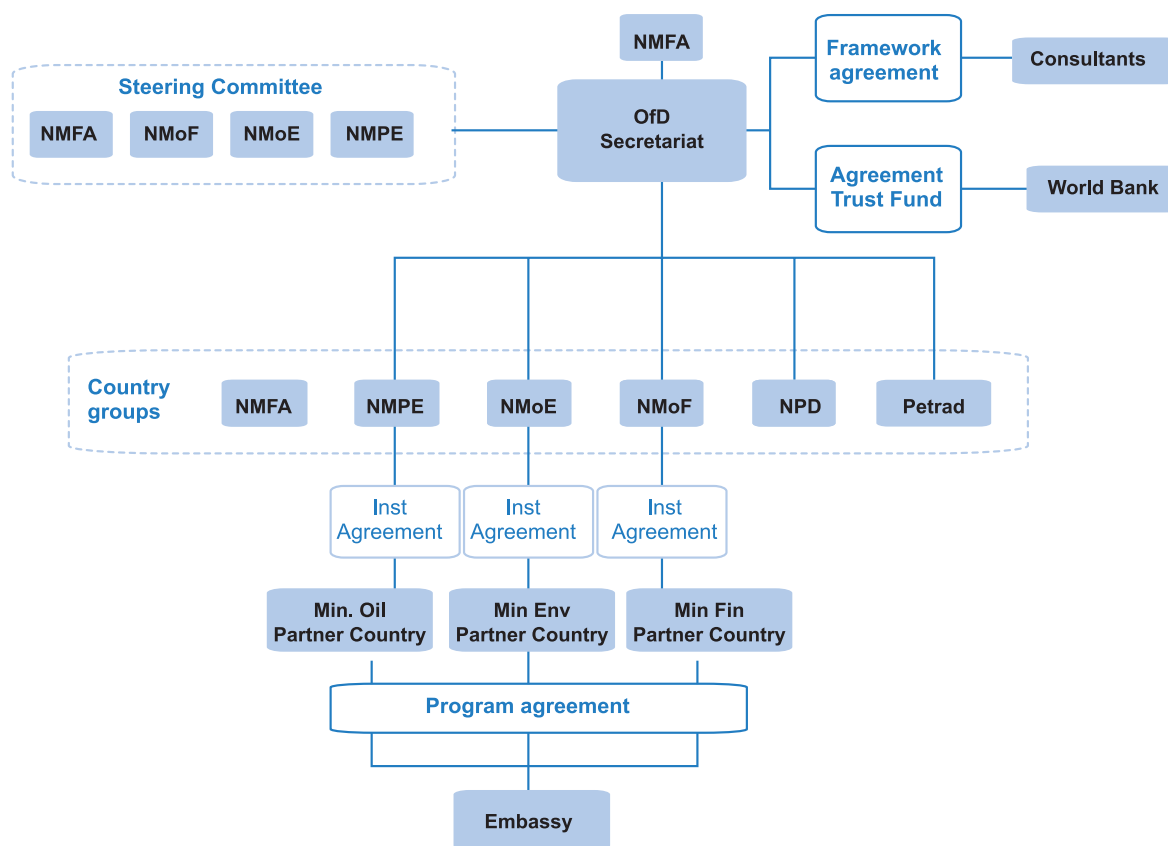 NMFA
Framework
agreement
Consultants
Steering Committee
NMFA
NMoF
NMoE
NMPE
OfD
Secretariat
Agreement
Trust Fund
World Bank
Country
groups
NMFA
NMPE
NMoE
NMoF
NPD
Petrad
Inst
Agreement
Inst
Agreement
Inst
Agreement
Min. Oil
Partner Country
Min Env
Partner Country
Min Fin
Partner Country
Program agreement
Embassy